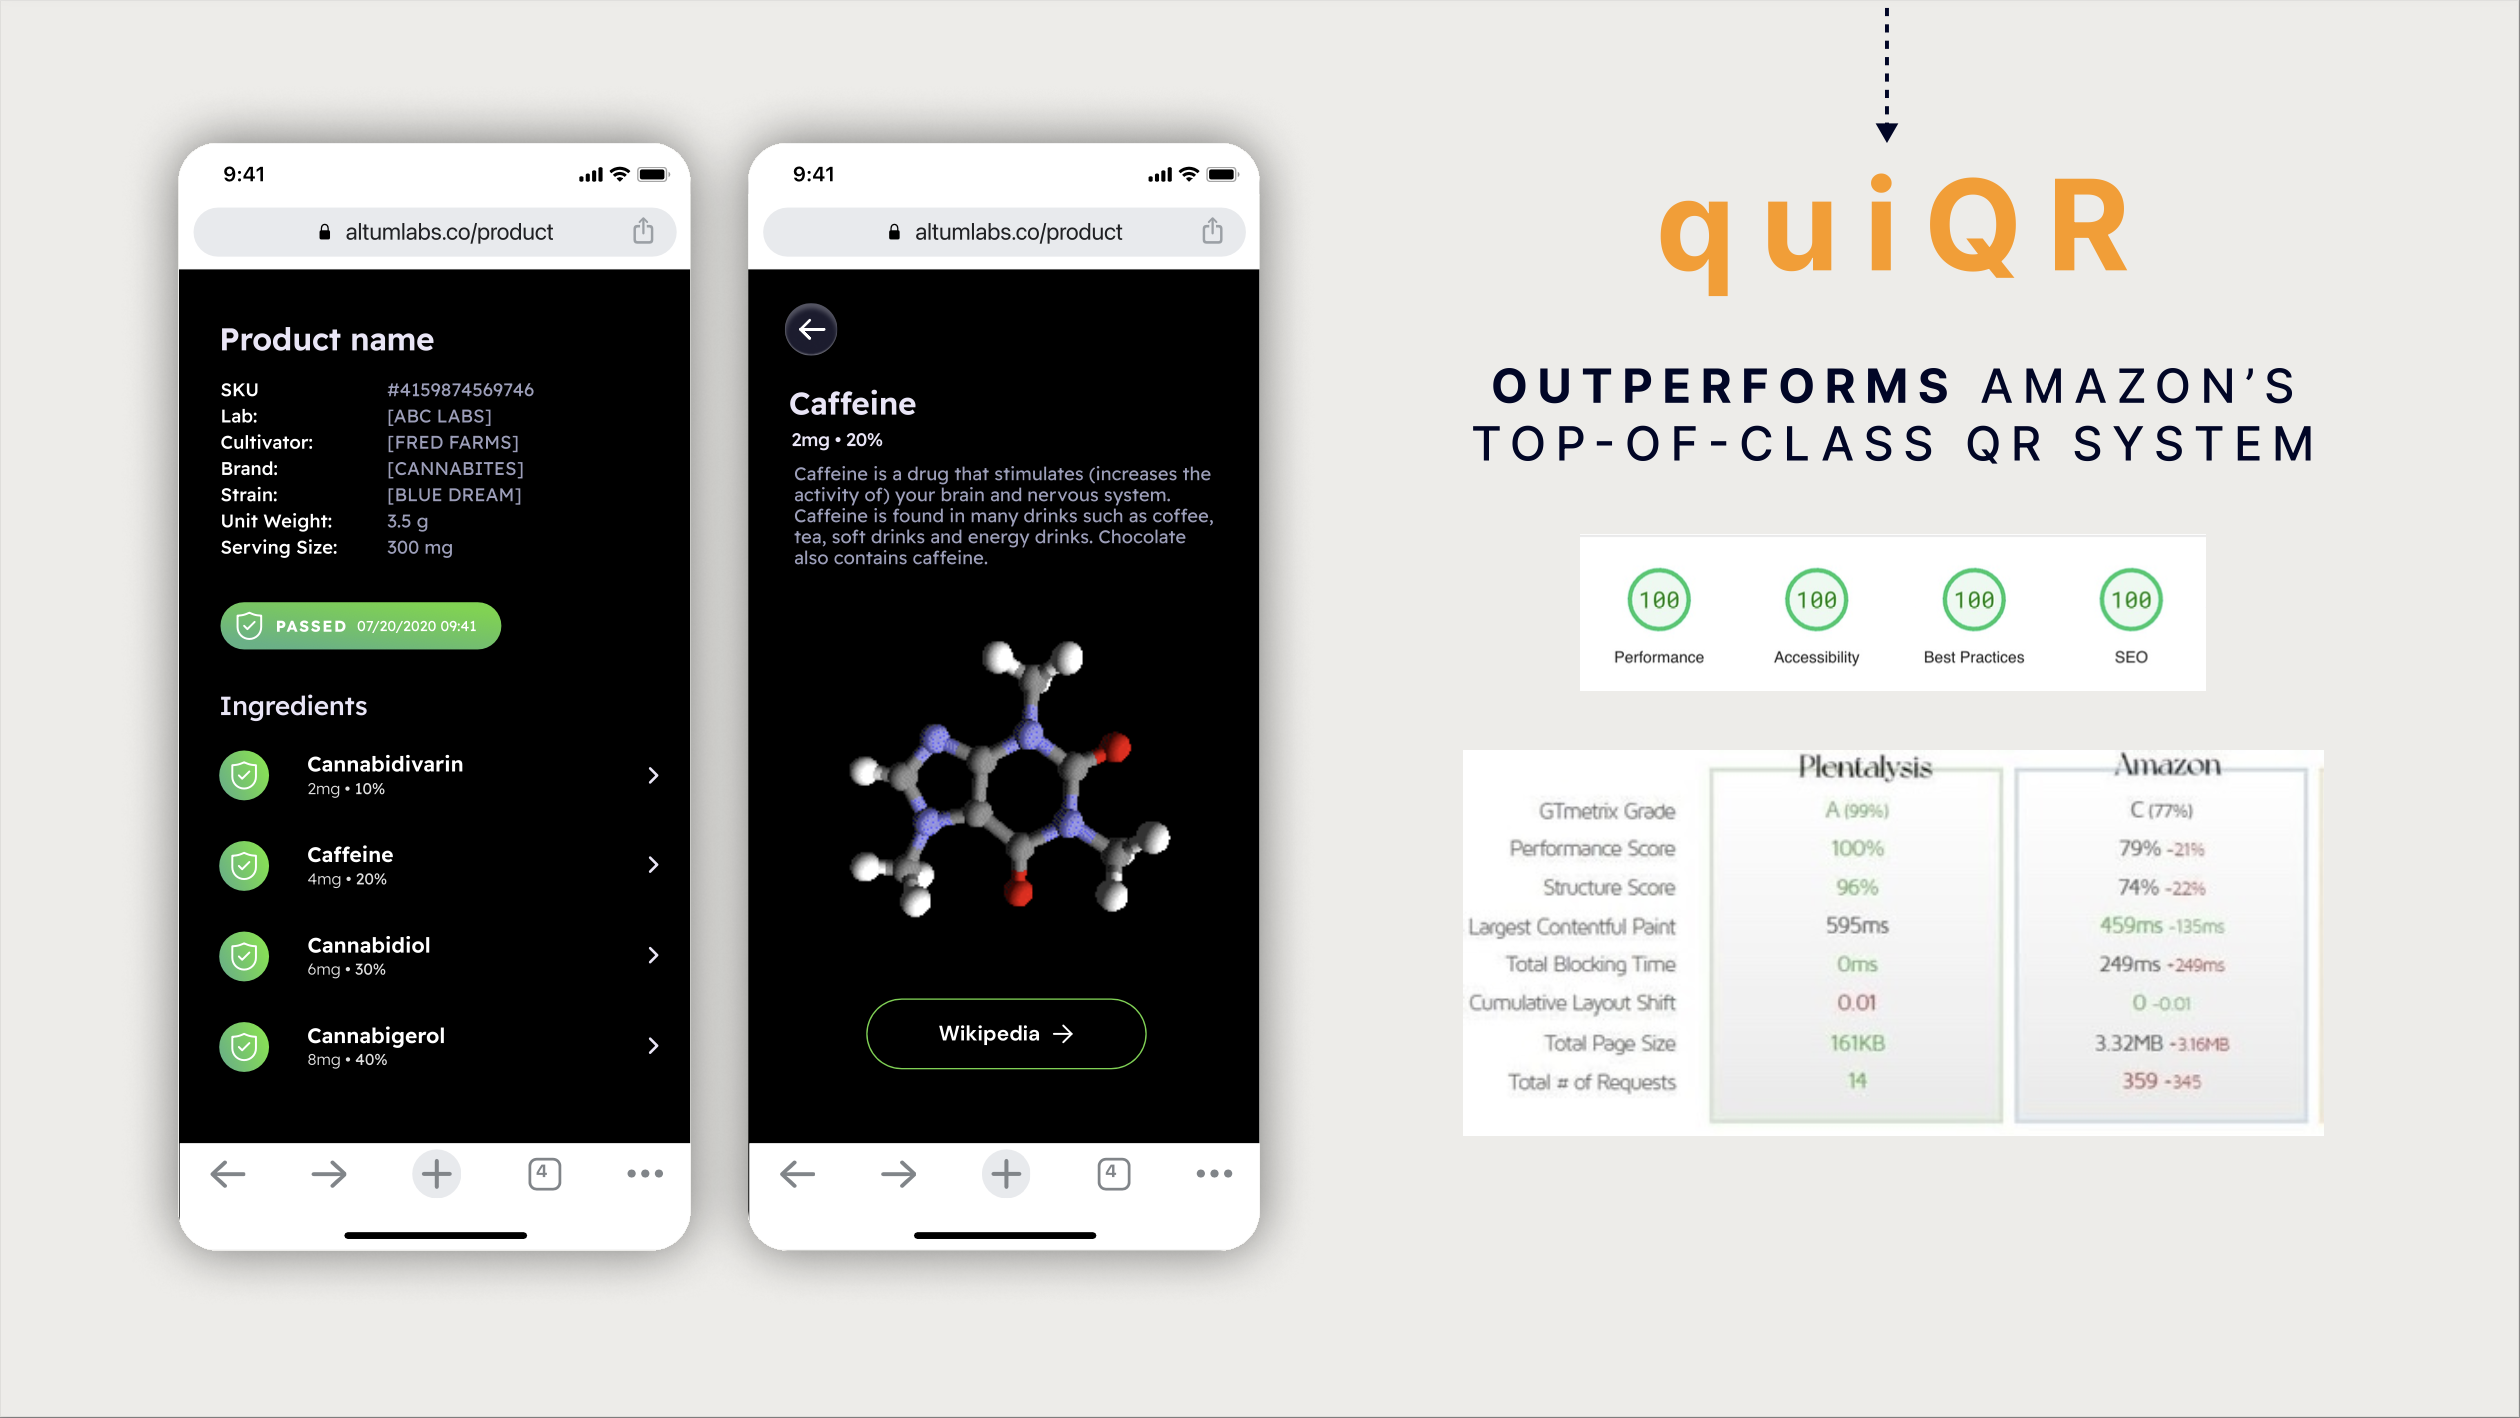 9:41
altumlabs.co/product
Product name
SKU #4159874569746
Lab: [ABC LABS]
Cultivator: [FRED FARMS]
Brand: [CANNABITES]
Strain: [BLUE DREAM]
Unit Weight: 3.5 g
Serving Size: 300 mg
PASSED 07/20/2020 09:41
Ingredients
Cannabidivarin
2mg • 10%
Caffeine
4mg • 20%
Cannabidiol
6mg • 30%
Cannabigerol
8mg • 40%
4
9:41
altumlabs.co/product
Caffeine
2mg • 20%
Caffeine is a drug that stimulates (increases the
activity of) your brain and nervous system.
Caffeine is found in many drinks such as coffee,
tea, soft drinks and energy drinks. Chocolate
also contains caffeine.
Wikipedia →
4
quiQR
OUTPERFORMS AMAZON’S
TOP-OF-CLASS QR SYSTEM
100 100 100 100
Performance Accessibility Best Practices SEO
Plentalysis Amazon
GTmetrix Grade A (99%) C (77%)
Performance Score 100% 79% -21%
Structure Score 96% 74% -22%
Largest Contentful Paint 595ms 459ms -135ms
Total Blocking Time 0ms 249ms +249ms
Cumulative Layout Shift 0.01 0 -0.01
Total Page Size 161KB 3.32MB +3.16MB
Total # of Requests 14 359 -345